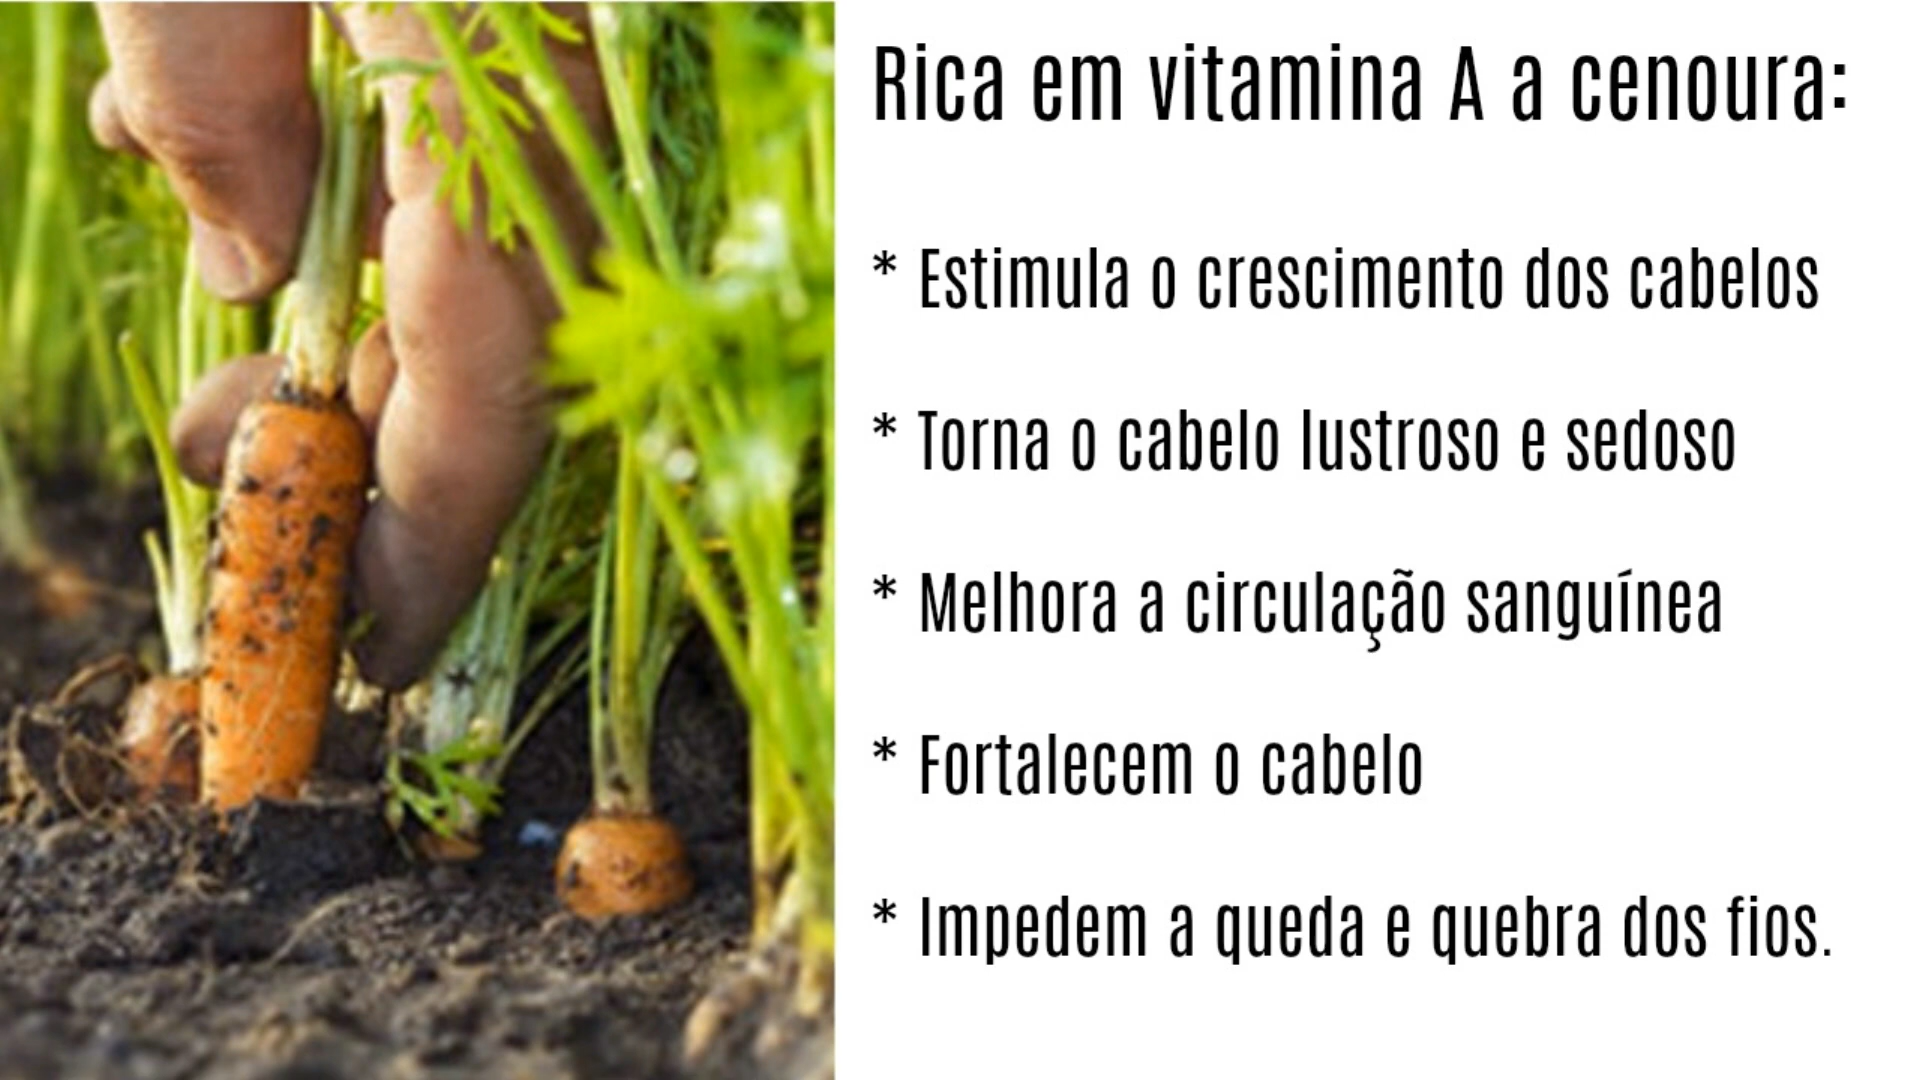 Rica em vitamina A a cenoura:
* Estimula o crescimento dos cabelos
* Torna o cabelo lustroso e sedoso
* Melhora a circulação sanguínea
* Fortalecem o cabelo
* Impedem a queda e quebra dos fios.